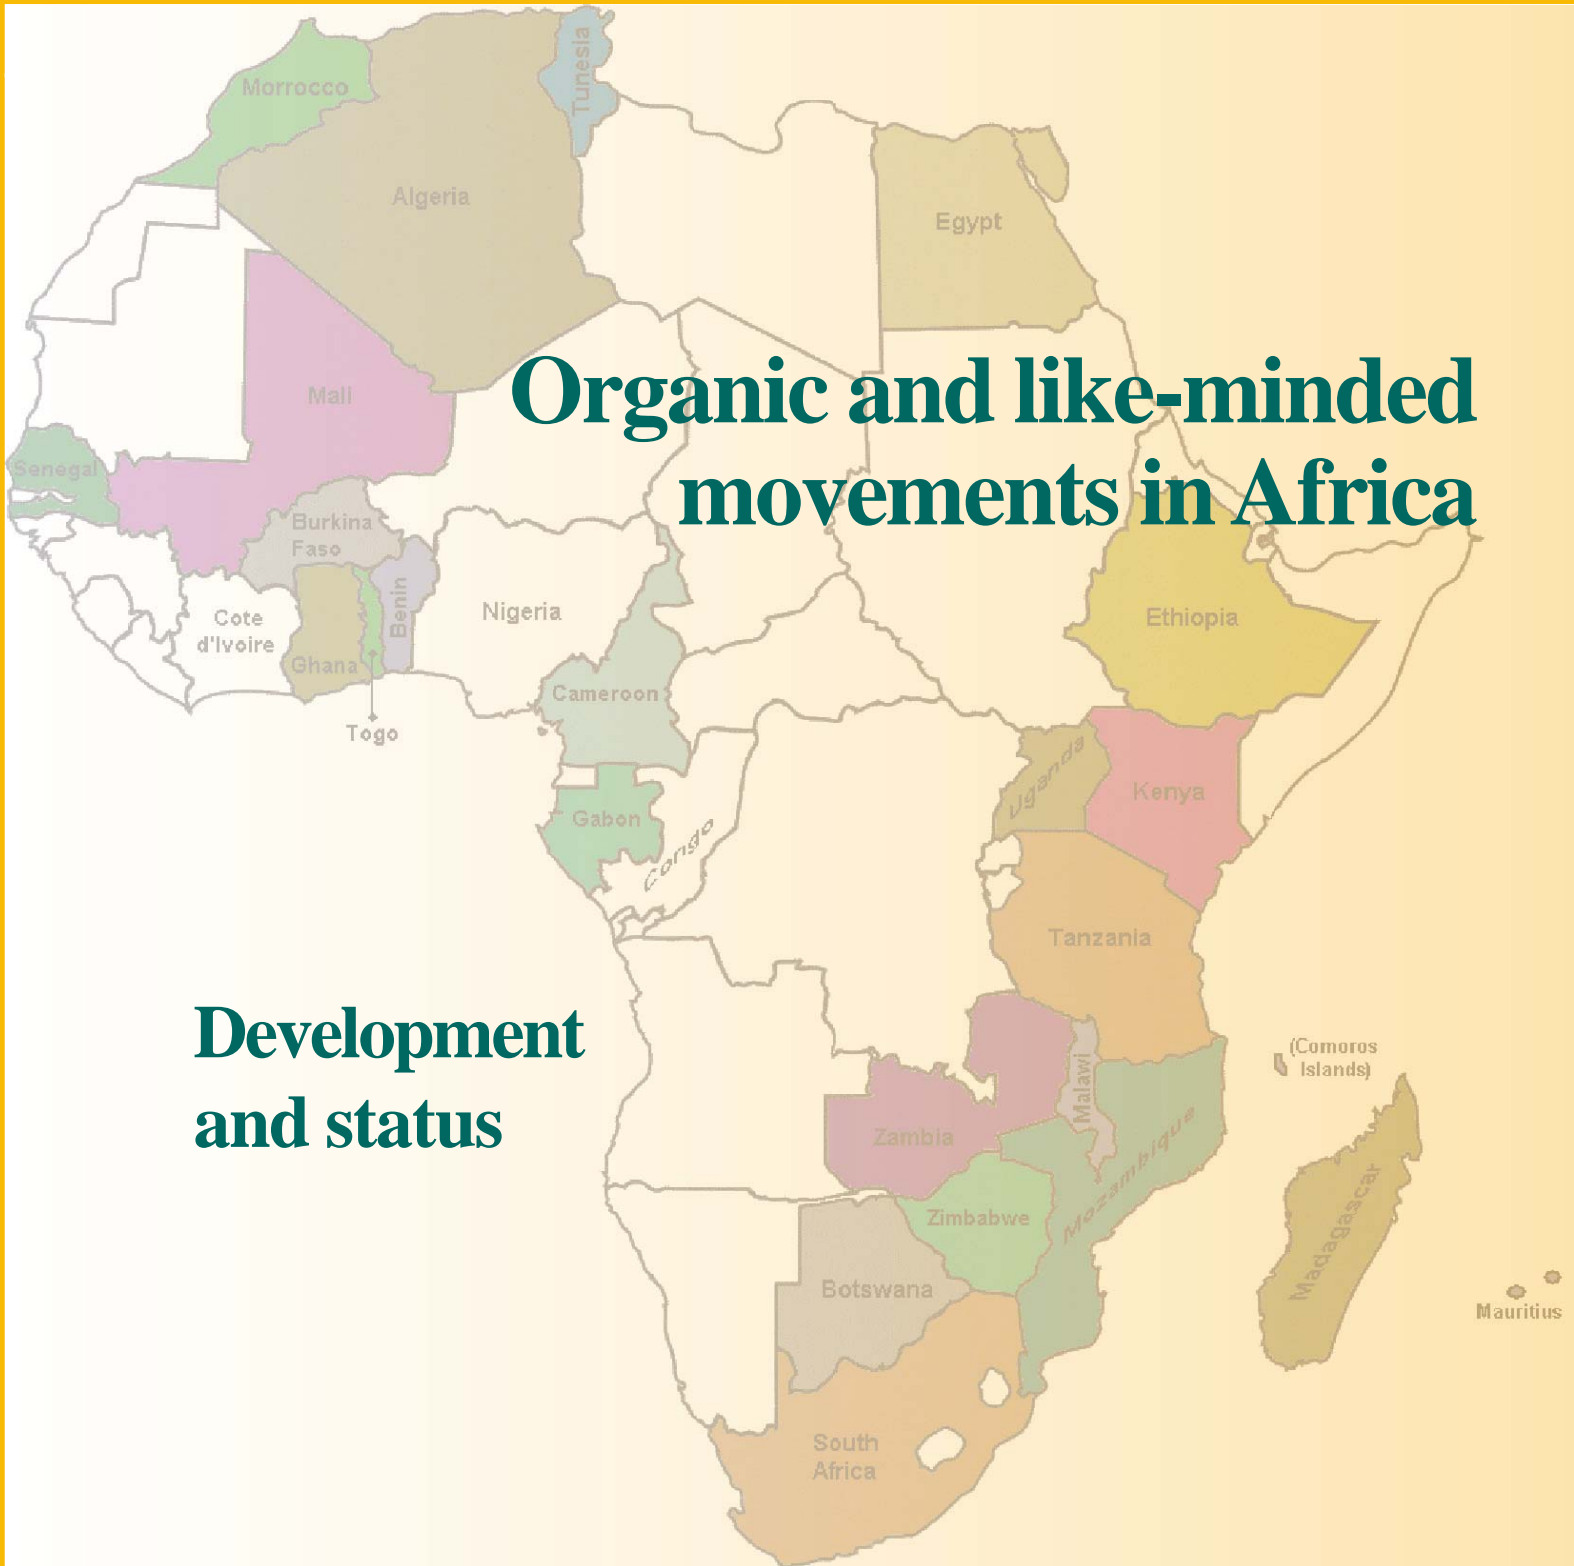 Morrocco
Tunesia
Algeria
Egypt
Organic and like-minded
movements in Africa
Mali
Senegal
Burkina
Faso
Benin
Cote
d'Ivoire
Ghana
Togo
Nigeria
Cameroon
Ethiopia
Uganda
Kenya
Gabon
Congo
Tanzania
Development
and status
(Comoros
Islands)
Malawi
Zambia
Mozambique
Zimbabwe
Madagascar
Botswana
Mauritius
South
Africa